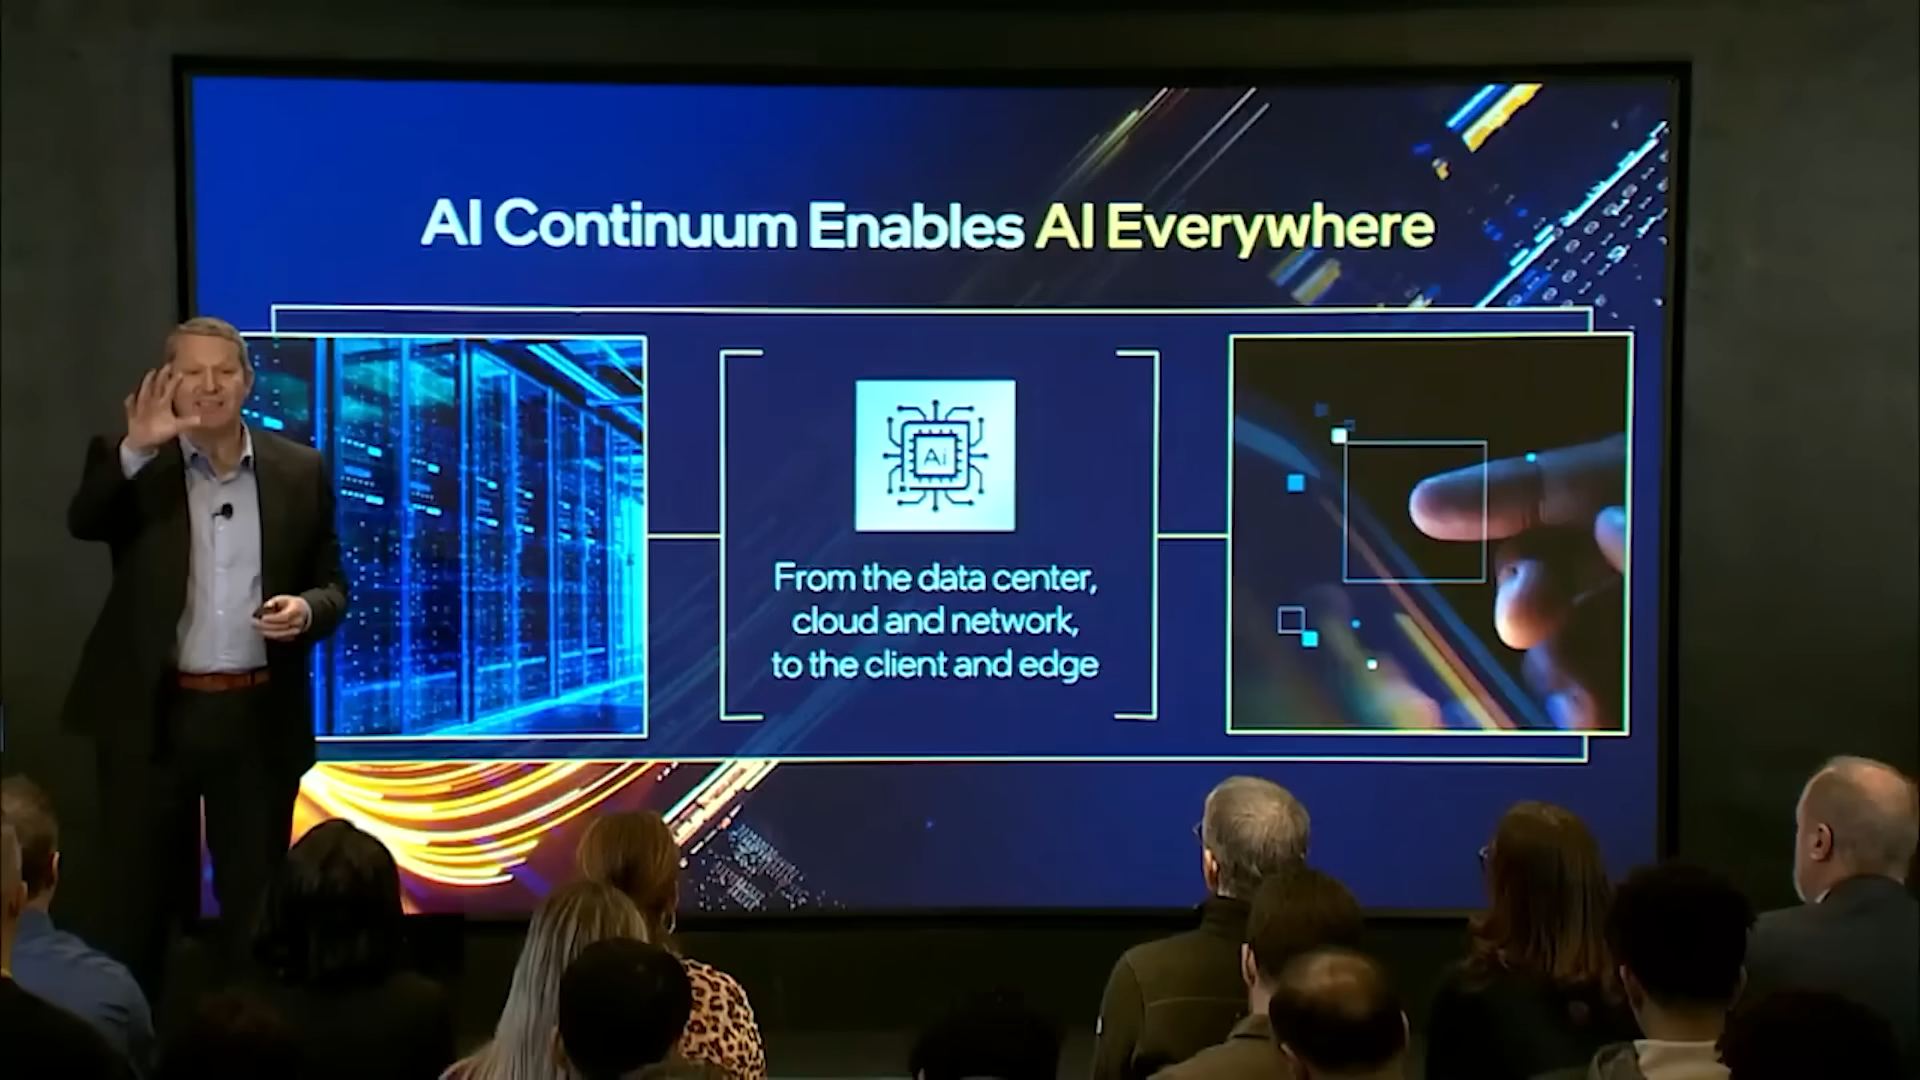 AI Continuum Enables AI Everywhere
Ai
From the data center,
cloud and network,
to the client and edge